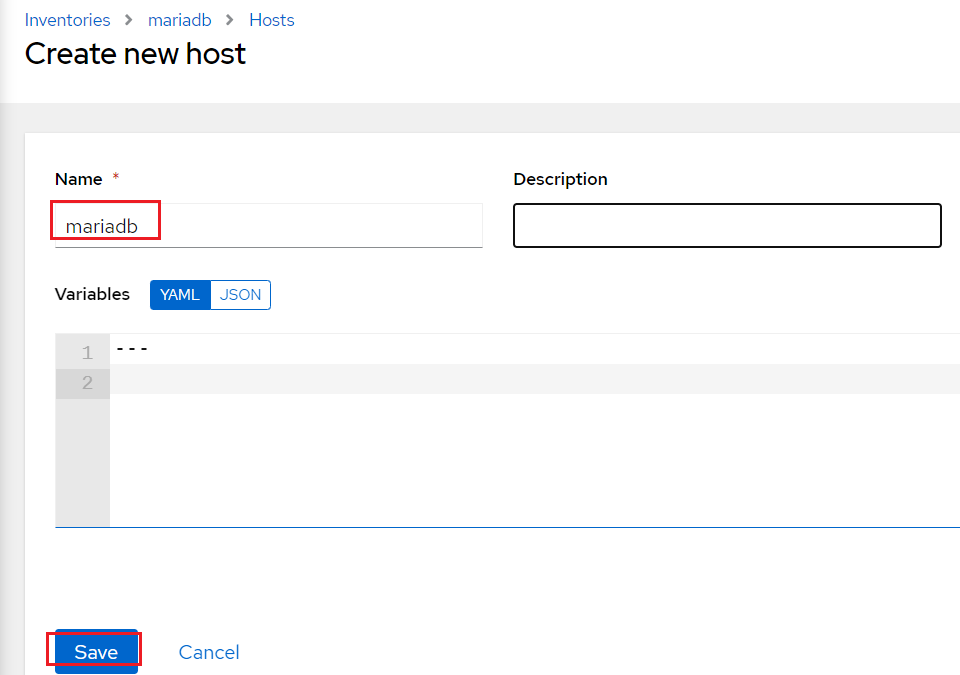 Inventories > mariadb > Hosts
Create new host
Name * Description
mariadb
Variables YAML JSON
1 ---
2
Save Cancel